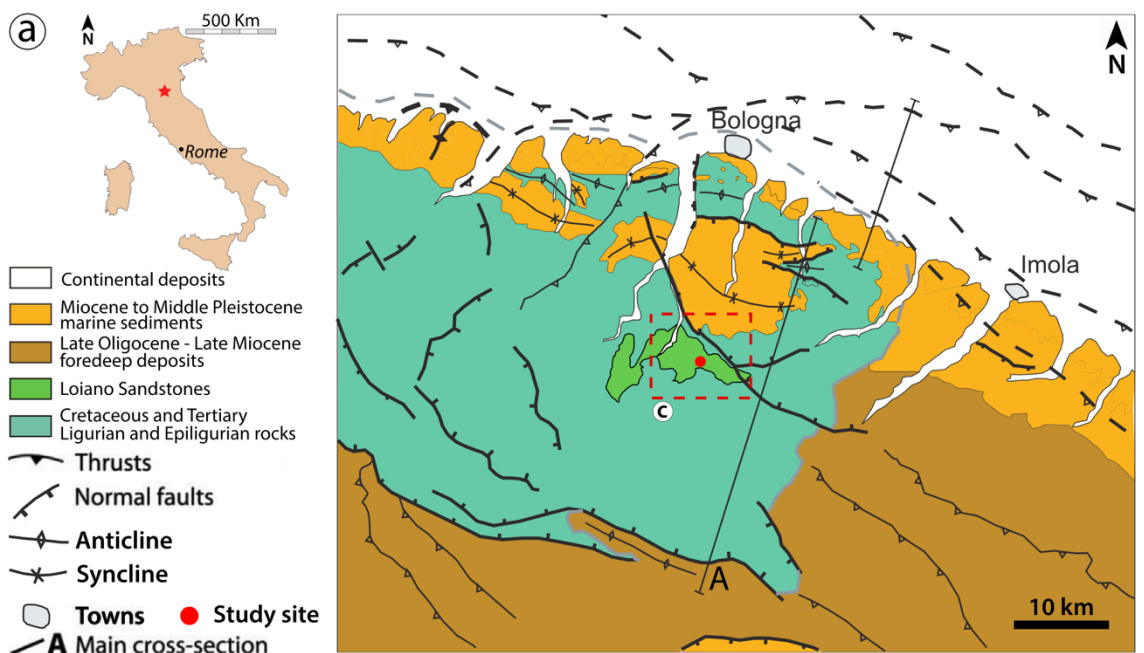 a
N
500 Km
Rome
Continental deposits
Miocene to Middle Pleistocene
marine sediments
Late Oligocene - Late Miocene
foredeep deposits
Loiano Sandstones
Cretaceous and Tertiary
Ligurian and Epiligurian rocks
Thrusts
Normal faults
Anticline
Syncline
Towns
Study site
A Main cross-section
N
Bologna
Imola
c
A
10 km